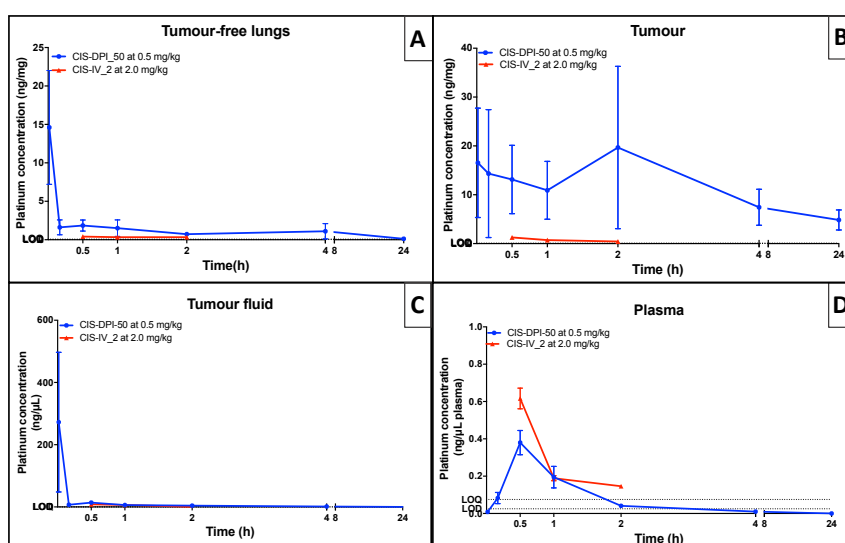 Tumour-free lungs
A
CIS-DPI_50 at 0.5 mg/kg
CIS-IV_2 at 2.0 mg/kg
Platinum concentration (ng/mg)
25
20
15
10
5
0.5 1 2 4 8 24
Time(h)
Tumour
B
CIS-DPI-50 at 0.5 mg/kg
CIS-IV_2 at 2.0 mg/kg
Platinum concentration (ng/mg)
40
30
20
10
0.5 1 2 4 8 24
Time(h)
Tumour fluid
C
CIS-DPI-50 at 0.5 mg/kg
CIS-IV_2 at 2.0 mg/kg
Platinum concentration
(ng/µL)
600
400
200
0.5 1 2 4 8 24
Time (h)
Plasma
D
CIS-DPI-50 at 0.5 mg/kg
CIS-IV_2 at 2.0 mg/kg
Platinum concentration
(ng/µL plasma)
1.0
0.8
0.6
0.4
0.2
LOQ
LOD
0.0
0.5 1 2 4 8 24
Time (h)